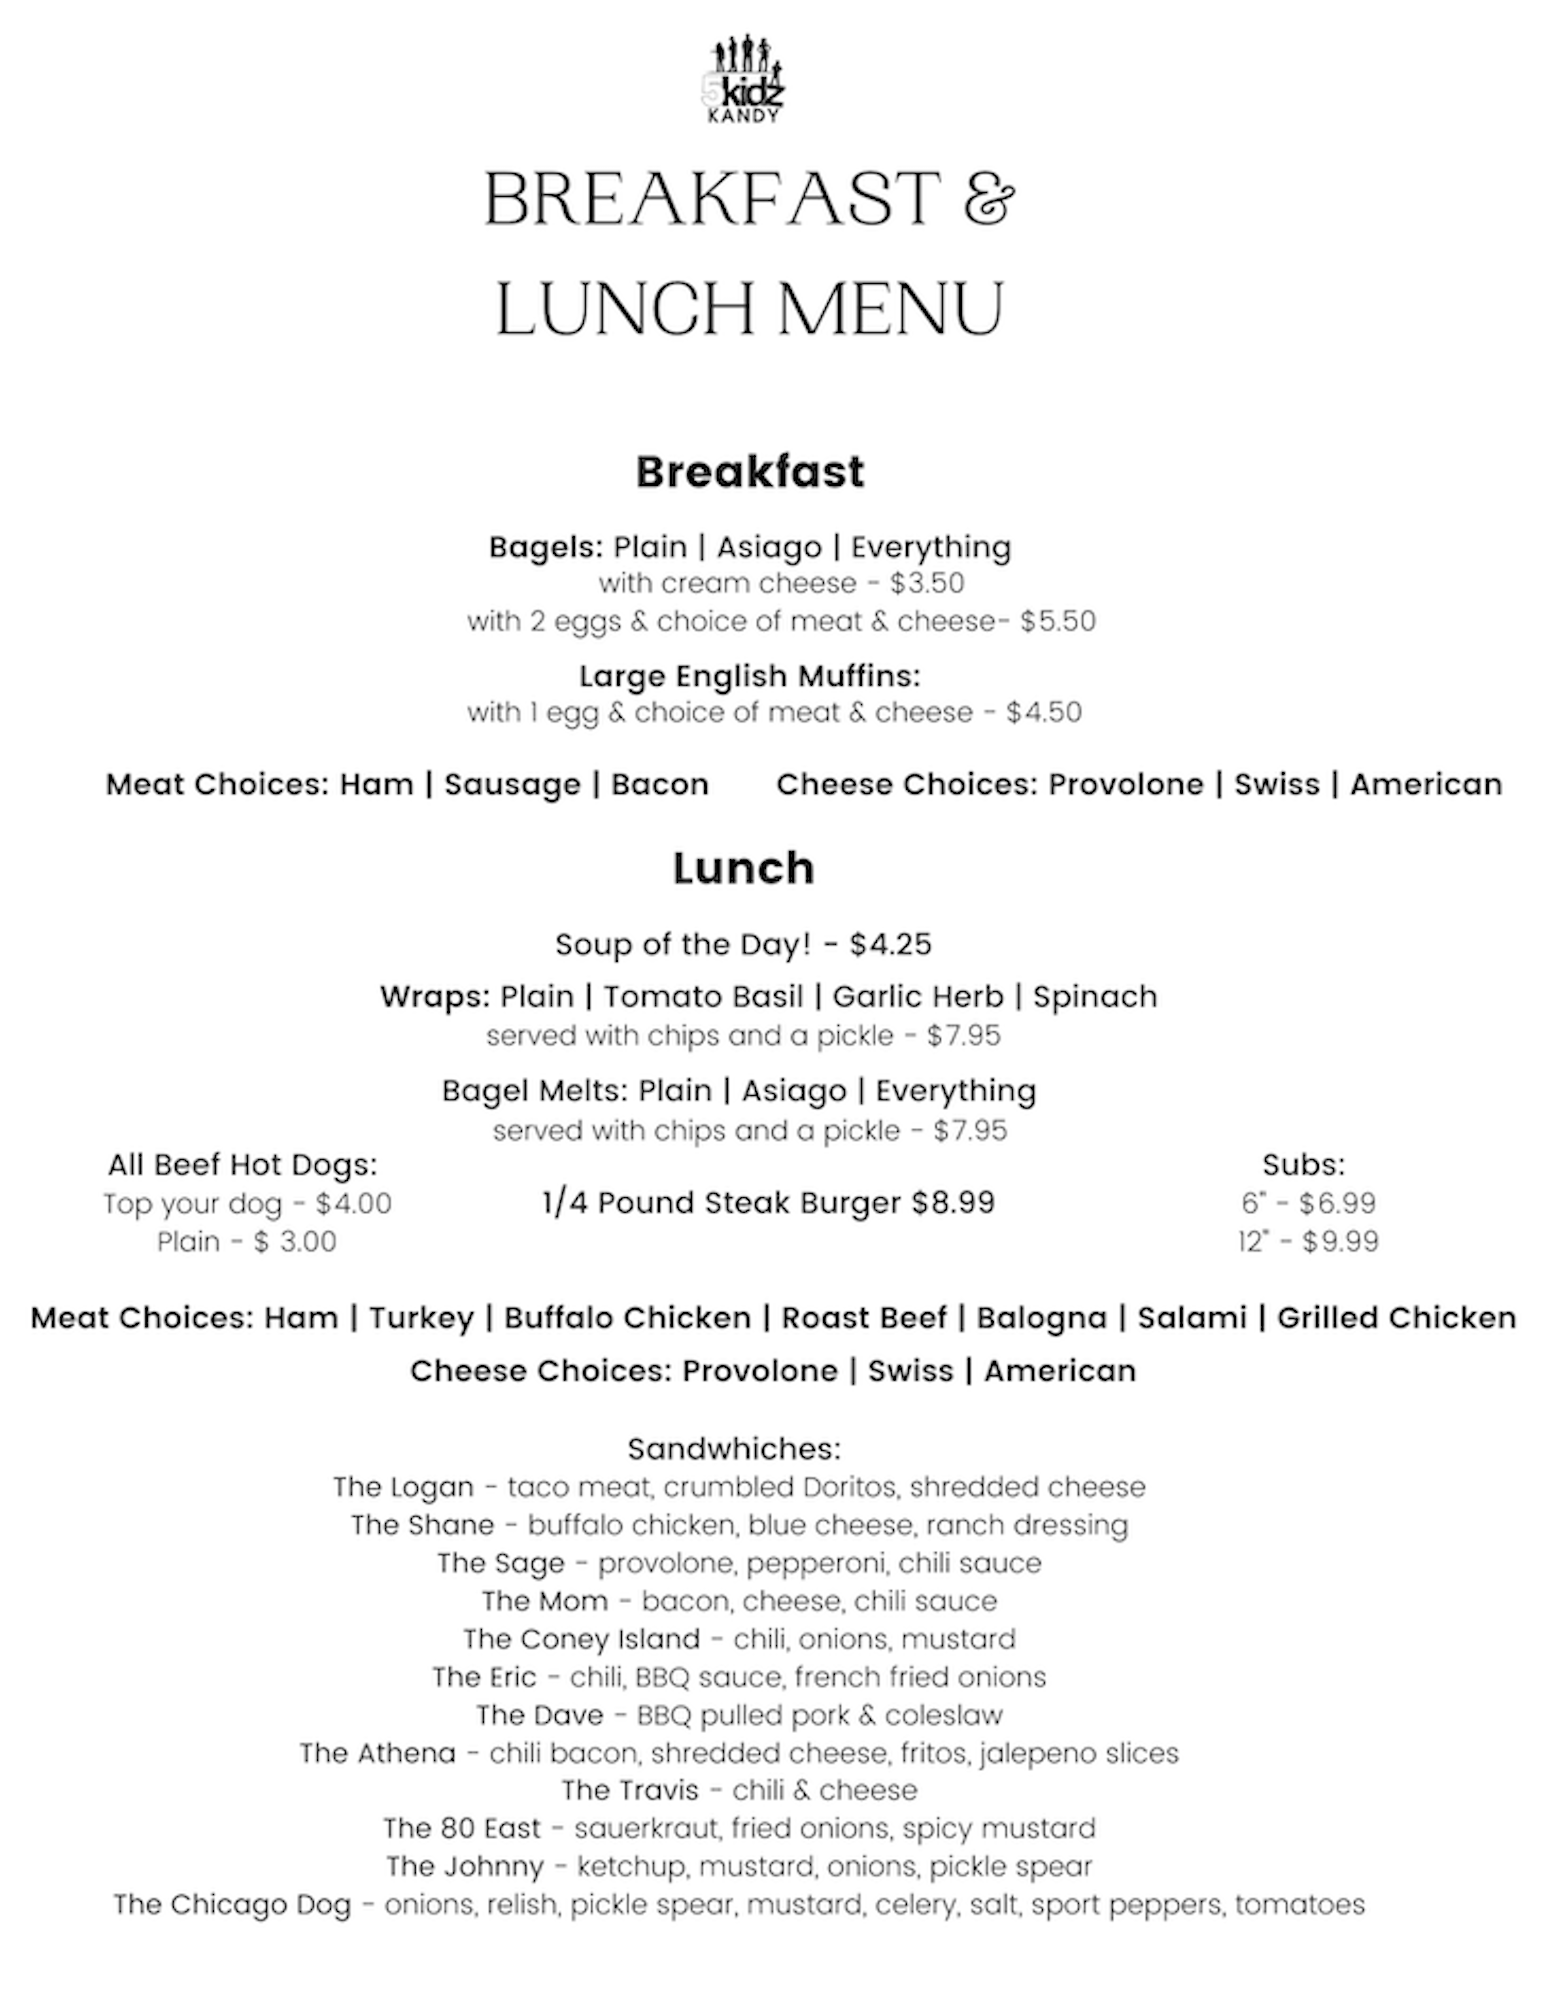 5kidz
KANDY
BREAKFAST &
LUNCH MENU
Breakfast
Bagels: Plain | Asiago | Everything
with cream cheese - $3.50
with 2 eggs & choice of meat & cheese- $5.50
Large English Muffins:
with 1 egg & choice of meat & cheese - $4.50
Meat Choices: Ham | Sausage | Bacon
Cheese Choices: Provolone | Swiss | American
Lunch
Soup of the Day! - $4.25
Wraps: Plain | Tomato Basil | Garlic Herb | Spinach
served with chips and a pickle - $7.95
Bagel Melts: Plain | Asiago | Everything
served with chips and a pickle - $7.95
All Beef Hot Dogs:
Top your dog - $4.00
Plain - $ 3.00
1/4 Pound Steak Burger $8.99
Subs:
6" - $6.99
12" - $9.99
Meat Choices: Ham | Turkey | Buffalo Chicken | Roast Beef | Balogna | Salami | Grilled Chicken
Cheese Choices: Provolone | Swiss | American
Sandwhiches:
The Logan - taco meat, crumbled Doritos, shredded cheese
The Shane - buffalo chicken, blue cheese, ranch dressing
The Sage - provolone, pepperoni, chili sauce
The Mom - bacon, cheese, chili sauce
The Coney Island - chili, onions, mustard
The Eric - chili, BBQ sauce, french fried onions
The Dave - BBQ pulled pork & coleslaw
The Athena - chili bacon, shredded cheese, fritos, jalepeno slices
The Travis - chili & cheese
The 80 East - sauerkraut, fried onions, spicy mustard
The Johnny - ketchup, mustard, onions, pickle spear
The Chicago Dog - onions, relish, pickle spear, mustard, celery, salt, sport peppers, tomatoes